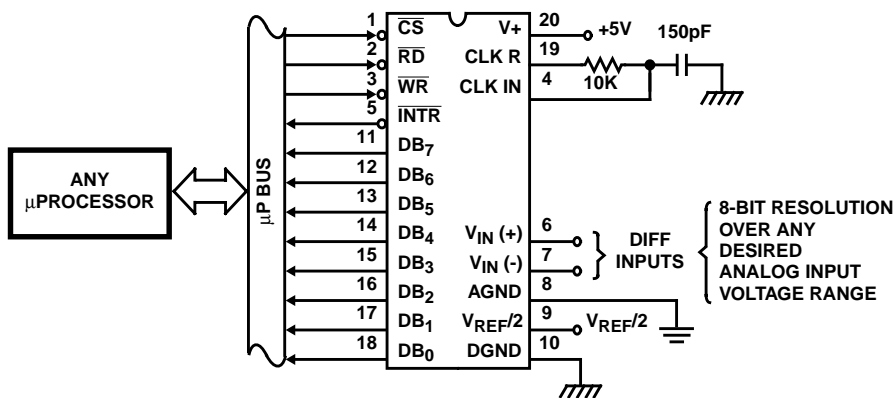 ANY
µPROCESSOR
µP BUS
1
2
3
5
11
12
13
14
15
16
17
18
CS
RD
WR
INTR
DB7
DB6
DB5
DB4
DB3
DB2
DB1
DB0
V+
CLK R
CLK IN
VIN (+)
VIN (-)
AGND
VREF/2
DGND
20
19
4
6
7
8
9
10
+5V
150pF
10K
DIFF
INPUTS
VREF/2
8-BIT RESOLUTION
OVER ANY
DESIRED
ANALOG INPUT
VOLTAGE RANGE